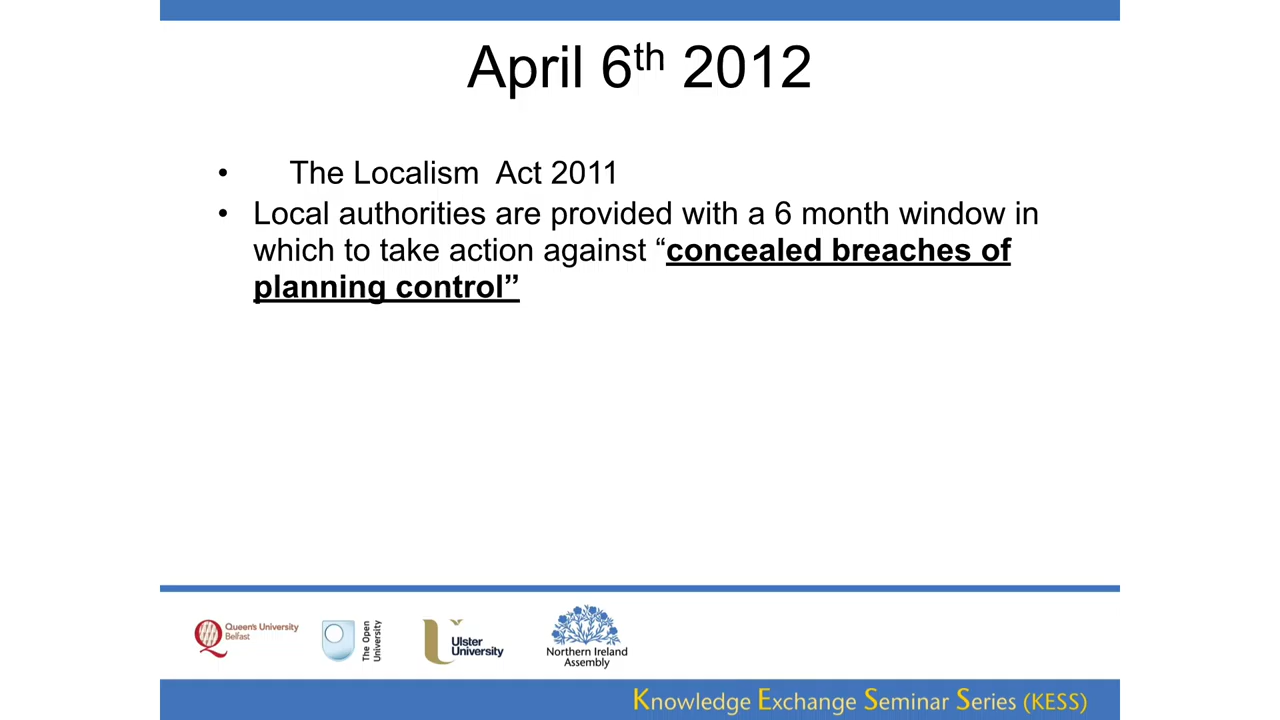 April 6th 2012
• The Localism Act 2011
• Local authorities are provided with a 6 month window in
which to take action against “concealed breaches of
planning control”
Queen's University
Belfast
The Open
University
Ulster
University
Northern Ireland
Assembly
Knowledge Exchange Seminar Series (KESS)